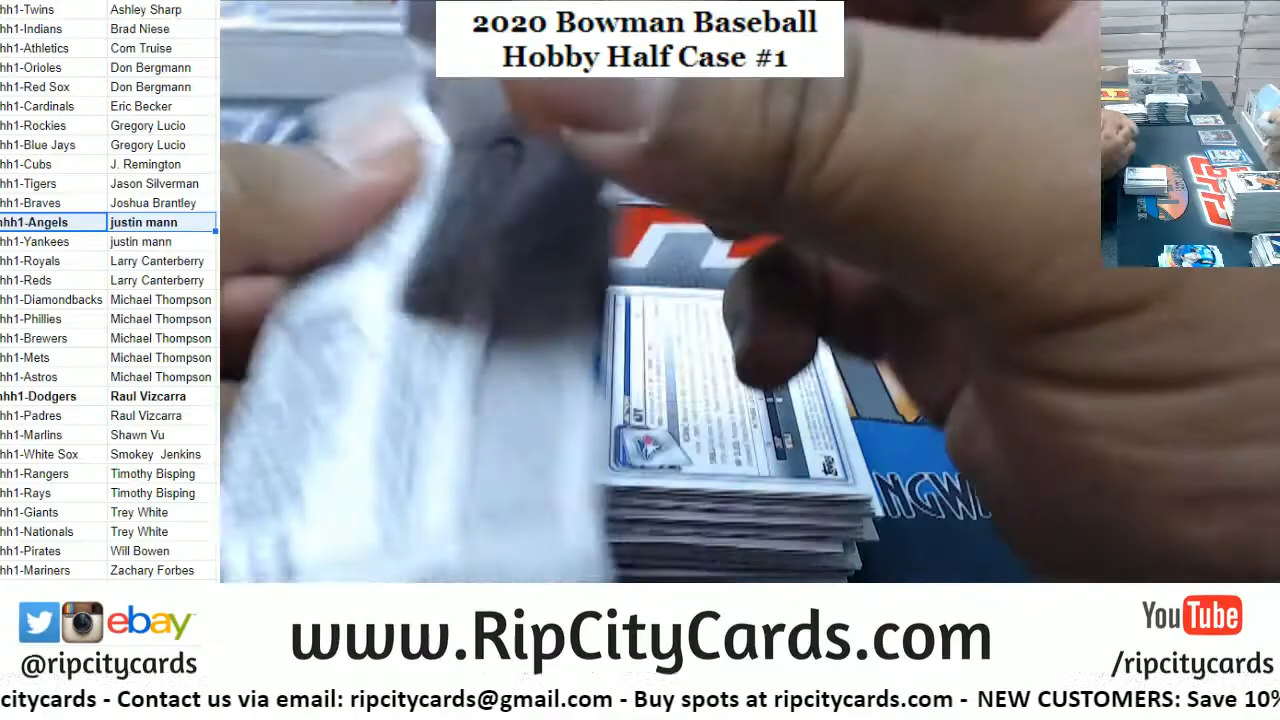 2020 Bowman Baseball
Hobby Half Case #1
hh1-Twins Ashley Sharp
hh1-Indians Brad Niese
hh1-Athletics Com Truise
hh1-Orioles Don Bergmann
hh1-Red Sox Don Bergmann
hh1-Cardinals Eric Becker
hh1-Rockies Gregory Lucio
hh1-Blue Jays Gregory Lucio
hh1-Cubs J. Remington
hh1-Tigers Jason Silverman
hh1-Braves Joshua Brantley
hh1-Angels justin mann
hh1-Yankees justin mann
hh1-Royals Larry Canterberry
hh1-Reds Larry Canterberry
hh1-Diamondbacks Michael Thompson
hh1-Phillies Michael Thompson
hh1-Brewers Michael Thompson
hh1-Mets Michael Thompson
hh1-Astros Michael Thompson
hh1-Dodgers Raul Vizcarra
hh1-Padres Raul Vizcarra
hh1-Marlins Shawn Vu
hh1-White Sox Smokey Jenkins
hh1-Rangers Timothy Bisping
hh1-Rays Timothy Bisping
hh1-Giants Trey White
hh1-Nationals Trey White
hh1-Pirates Will Bowen
hh1-Mariners Zachary Forbes
Topps
NGW
ebay
@ripcitycards
www.RipCityCards.com
YouTube
/ripcitycards
citycards - Contact us via email: ripcitycards@gmail.com - Buy spots at ripcitycards.com - NEW CUSTOMERS: Save 10%